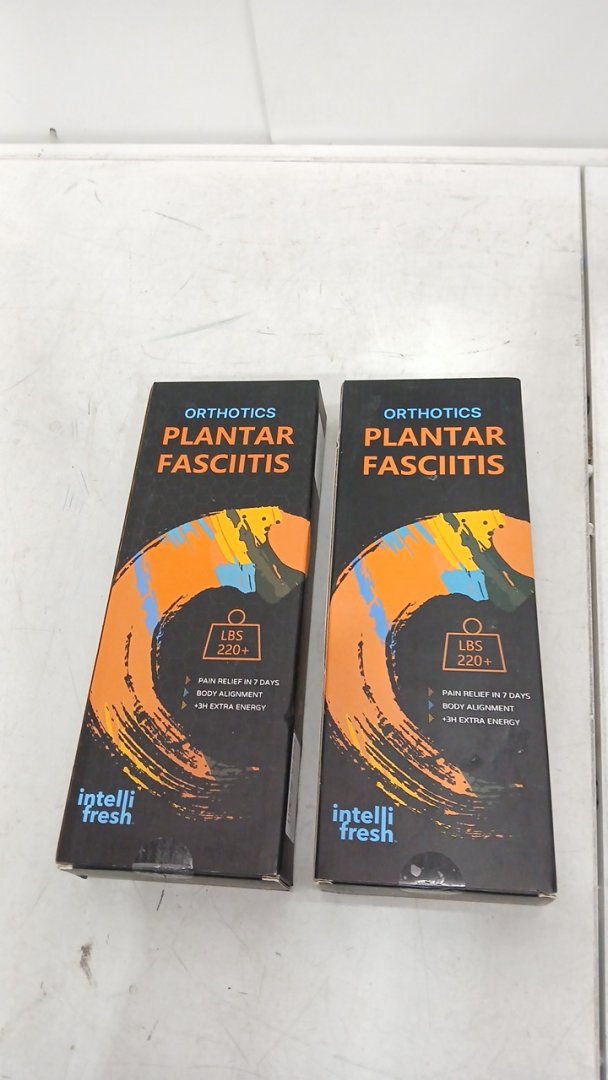 ORTHOTICS
PLANTAR
FASCIITIS
LBS
220+
PAIN RELIEF IN 7 DAYS
BODY ALIGNMENT
+3H EXTRA ENERGY
intelli
fresh
ORTHOTICS
PLANTAR
FASCIITIS
LBS
220+
PAIN RELIEF IN 7 DAYS
BODY ALIGNMENT
+3H EXTRA ENERGY
intelli
fresh